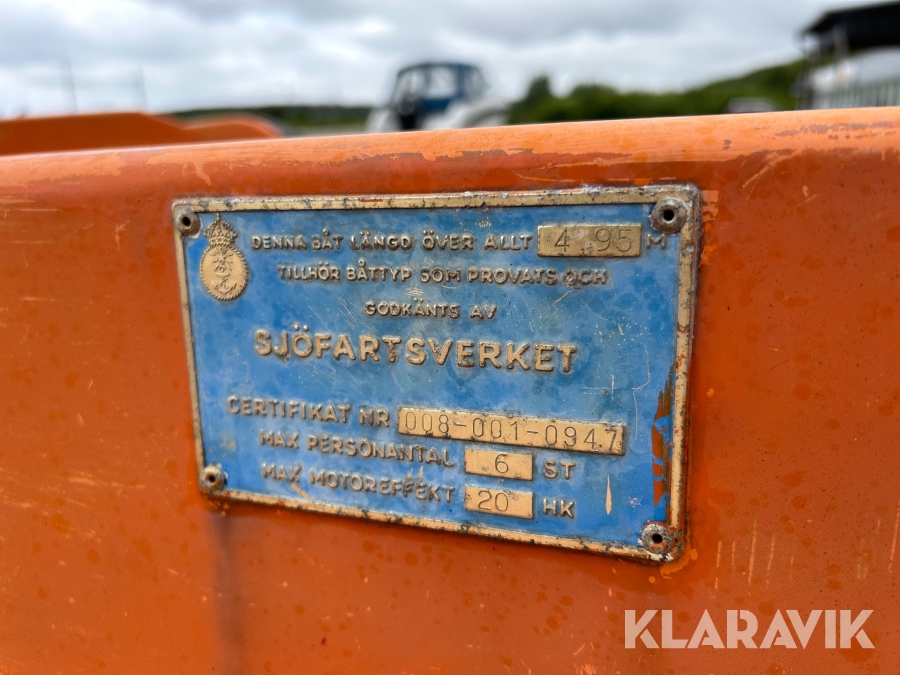 DENNA BÅT LÄNGD ÖVER ALLT 4,95 M
TILLHÖR BÅTTYP SOM PROVATS OCH
GODKÄNTS AV
SJÖFARTSVERKET
CERTIFIKAT NR 008-001-0947
MAX PERSONANTAL 6 ST
MAX MOTOREFFEKT 20 HK
KLARAVIK